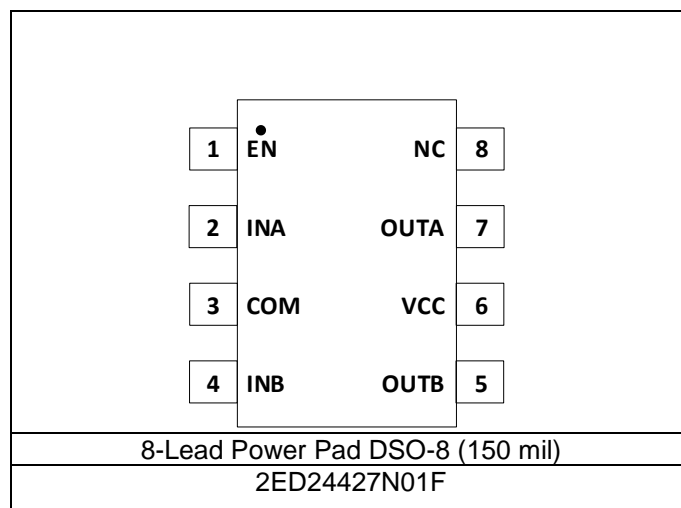 1 EN NC 8
2 INA OUTA 7
3 COM VCC 6
4 INB OUTB 5
8-Lead Power Pad DSO-8 (150 mil)
2ED24427N01F